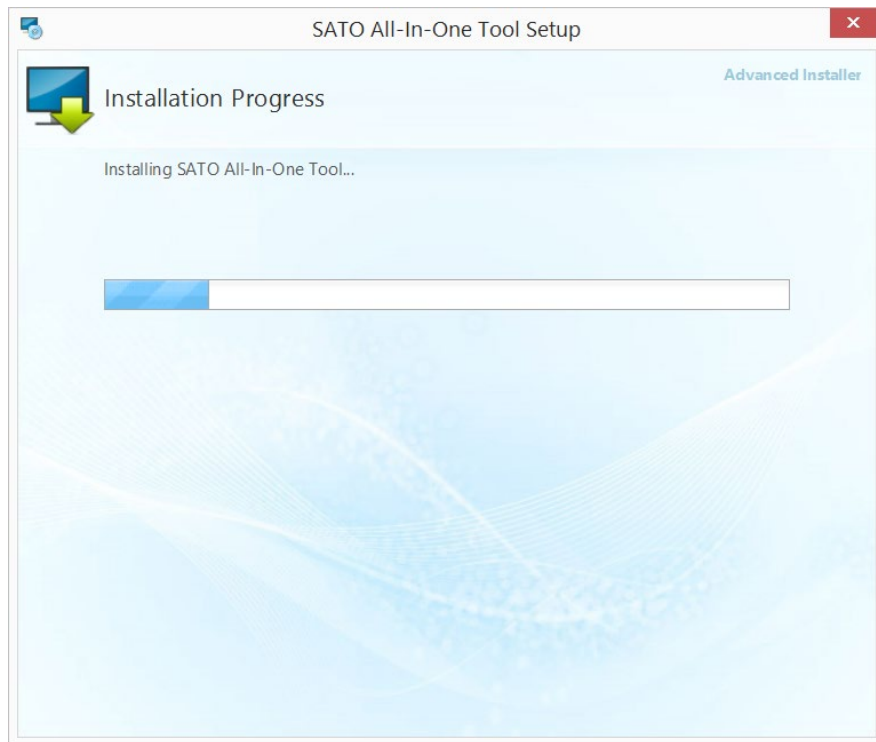 SATO All-In-One Tool Setup
Advanced Installer
Installation Progress
Installing SATO All-In-One Tool...